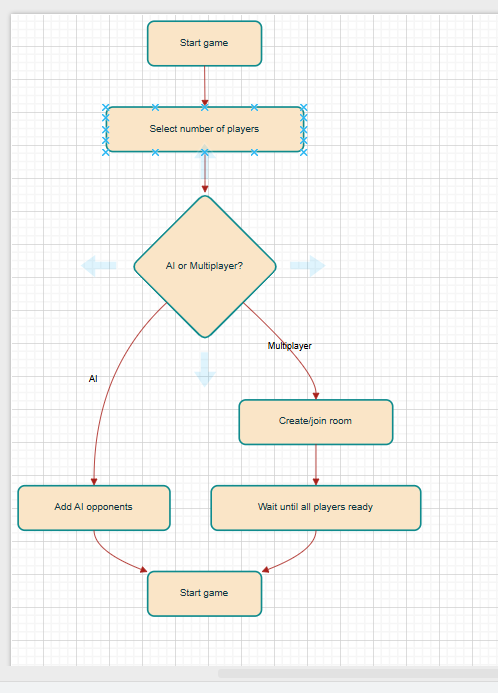 Start game
Select number of players
AI or Multiplayer?
Multiplayer
AI
Create/join room
Add AI opponents
Wait until all players ready
Start game